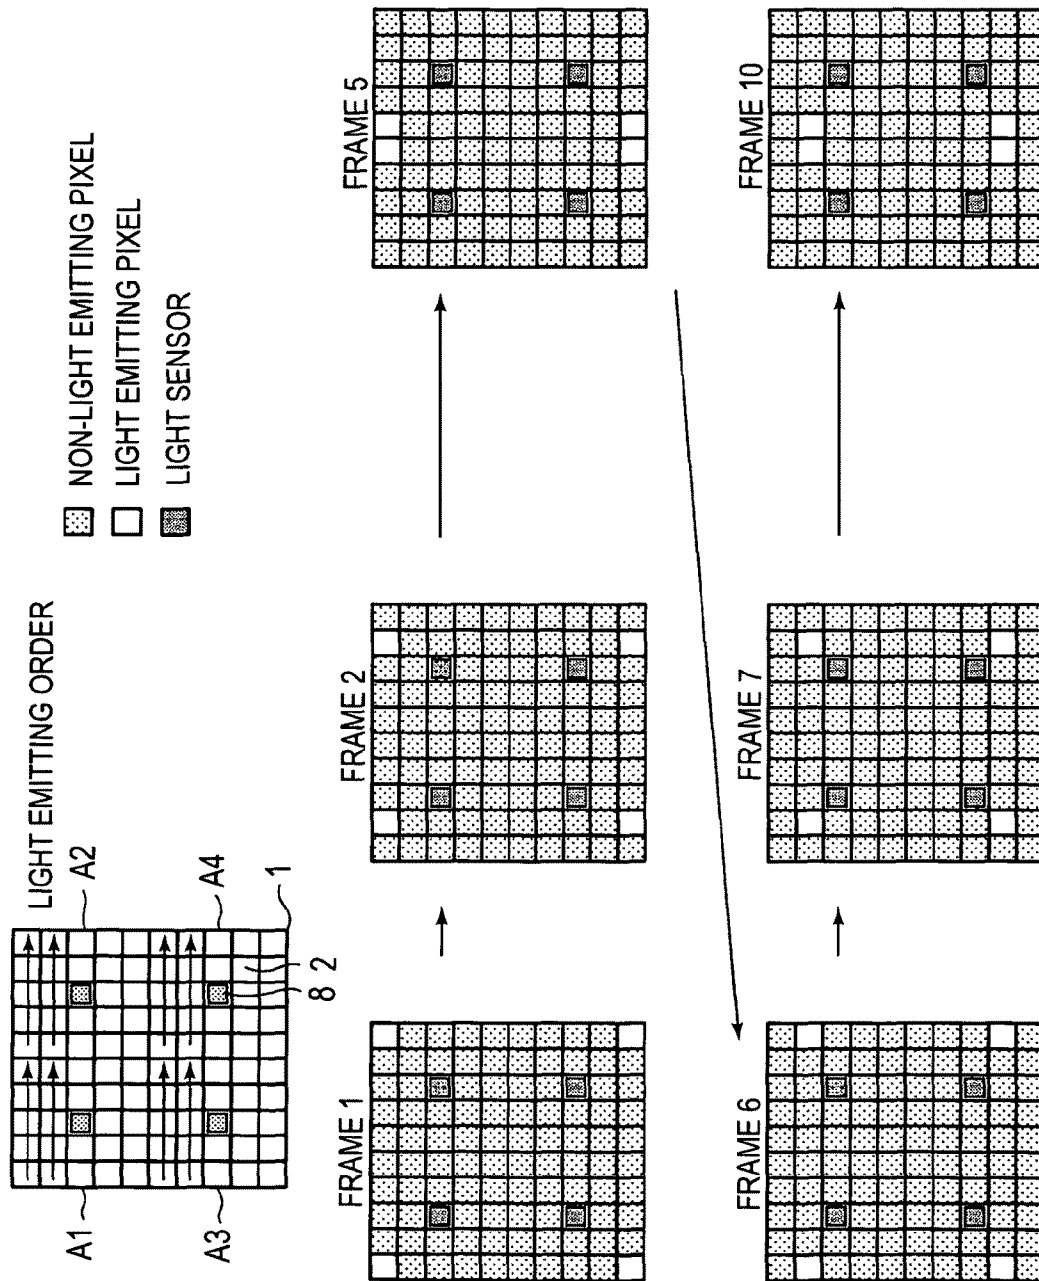 LIGHT EMITTING ORDER
A1
A2
A3
A4
1
2
8
NON-LIGHT EMITTING PIXEL
LIGHT EMITTING PIXEL
LIGHT SENSOR
FRAME 1
FRAME 2
FRAME 5
FRAME 6
FRAME 7
FRAME 10